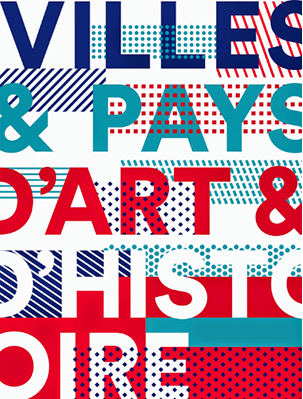 VILLES
& PAYS
D'ART &
D'HISTO
OIRE